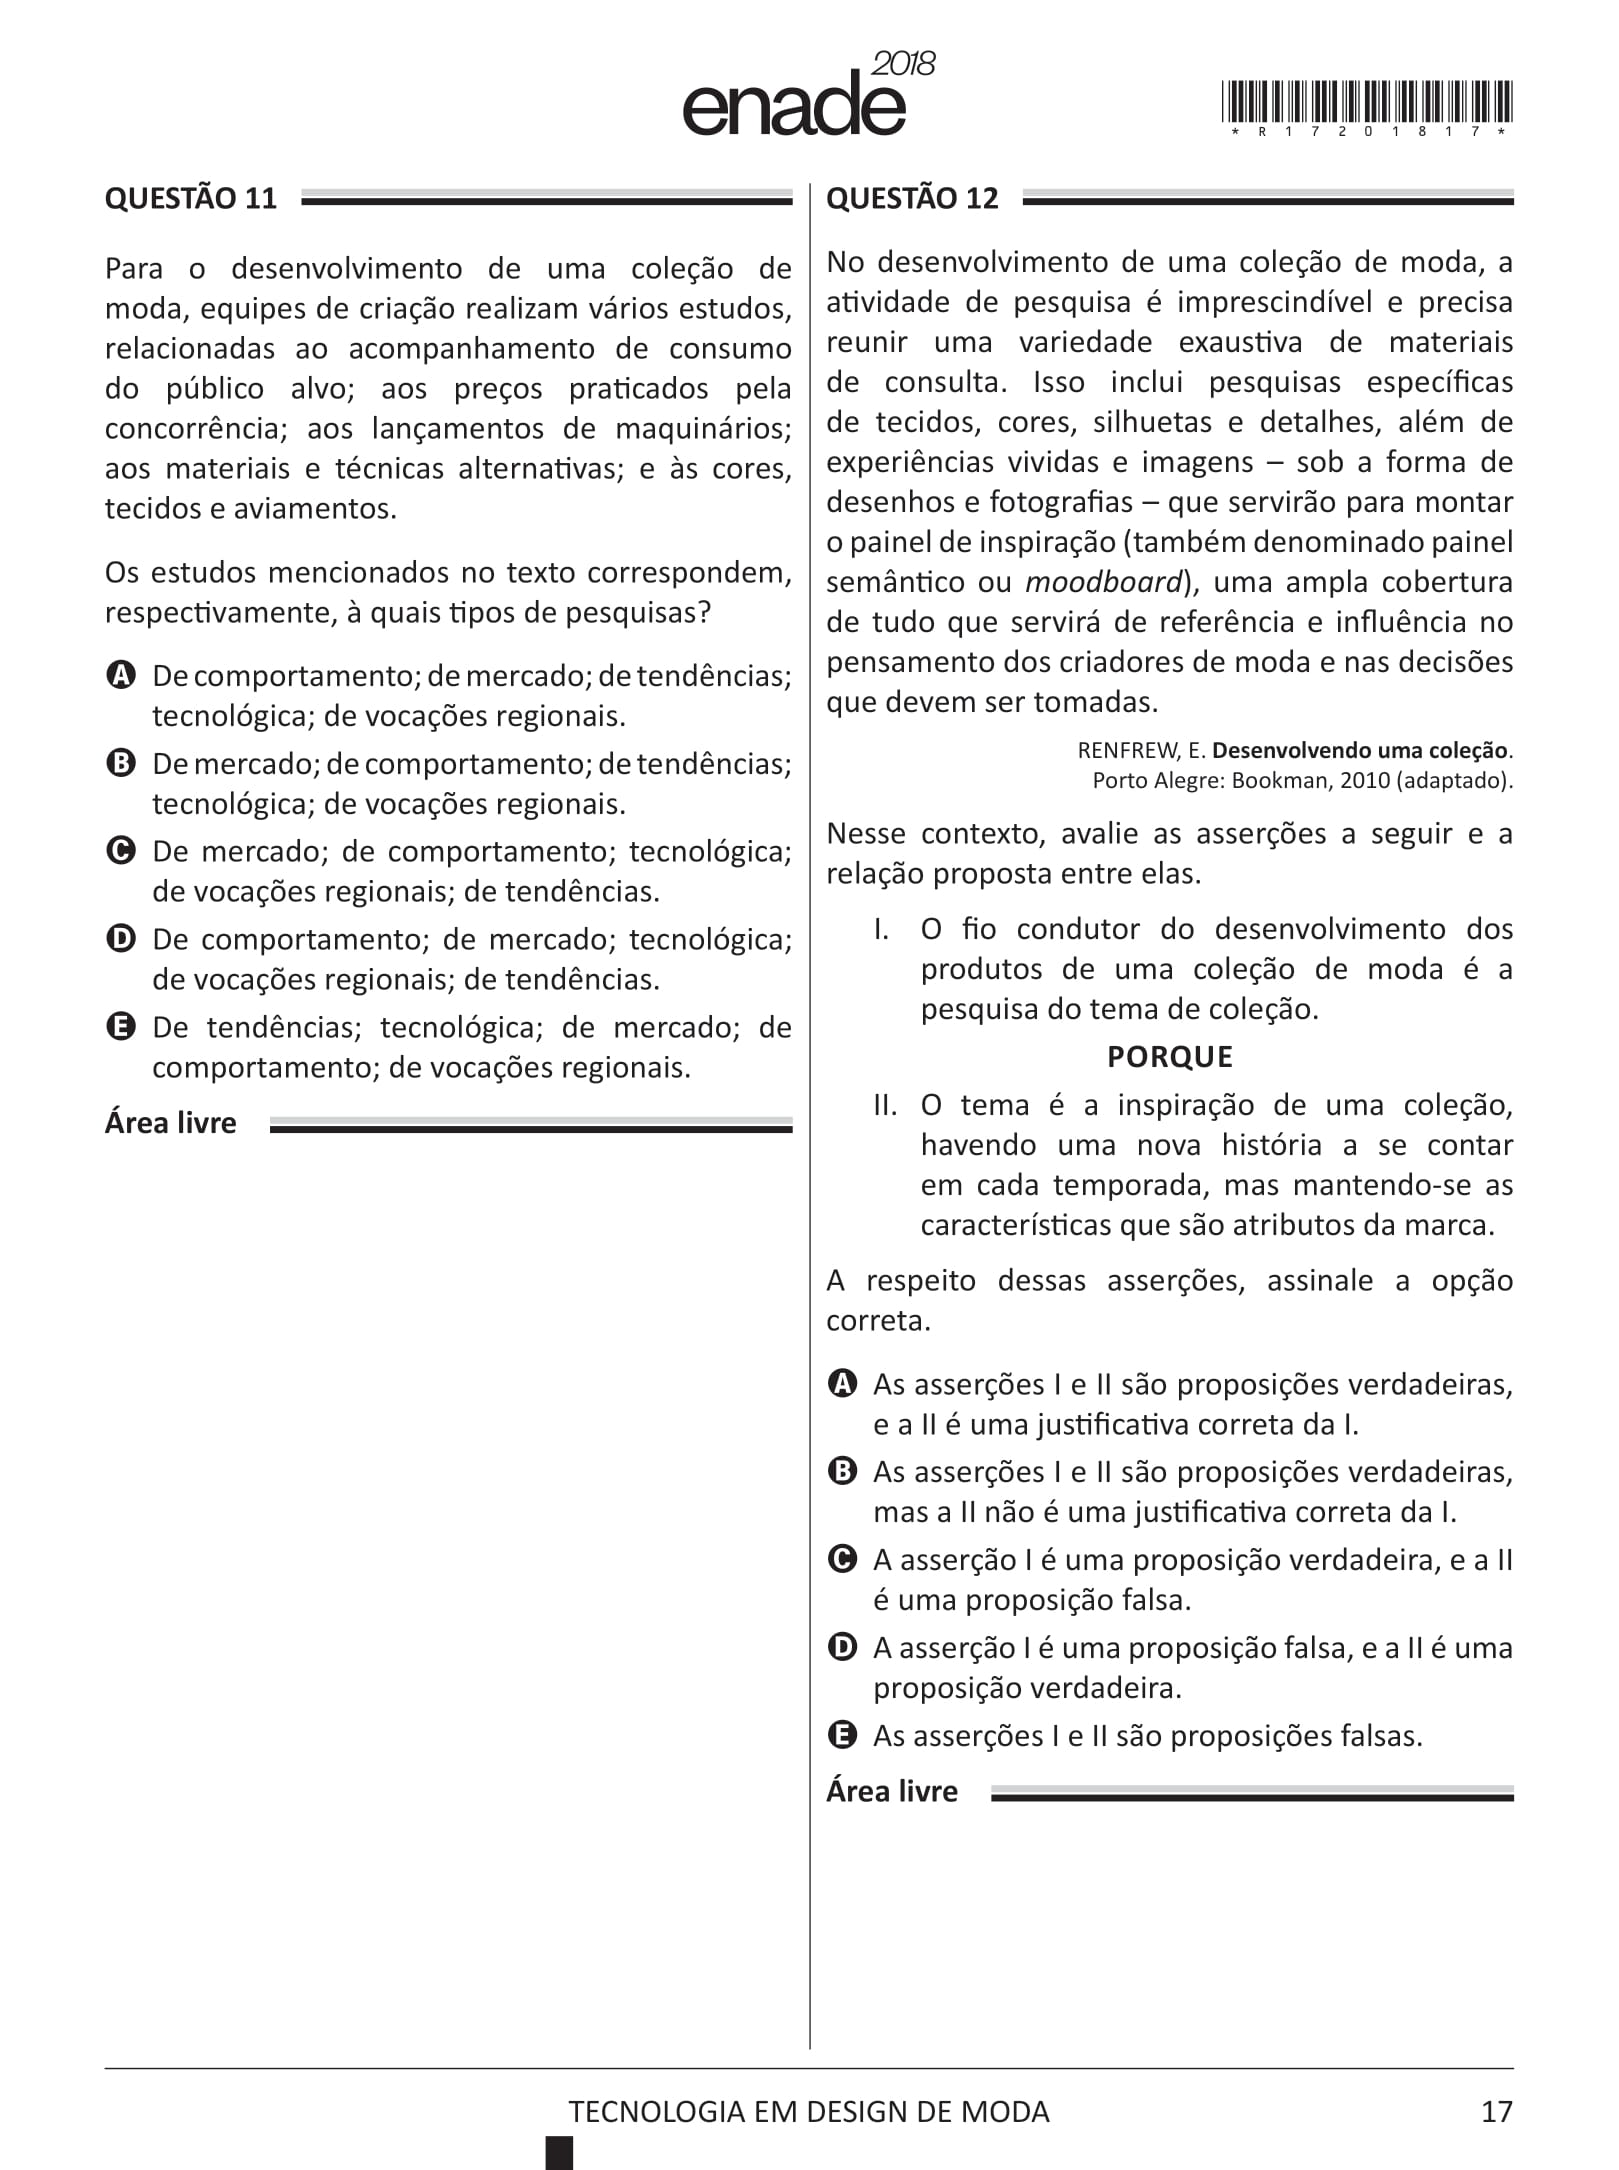 enade 2018
*R17201817*
QUESTÃO 11
Para o desenvolvimento de uma coleção de
moda, equipes de criação realizam vários estudos,
relacionadas ao acompanhamento de consumo
do público alvo; aos preços praticados pela
concorrência; aos lançamentos de maquinários;
aos materiais e técnicas alternativas; e às cores,
tecidos e aviamentos.
Os estudos mencionados no texto correspondem,
respectivamente, à quais tipos de pesquisas?
A De comportamento; de mercado; de tendências;
tecnológica; de vocações regionais.
B De mercado; de comportamento; de tendências;
tecnológica; de vocações regionais.
C De mercado; de comportamento; tecnológica;
de vocações regionais; de tendências.
D De comportamento; de mercado; tecnológica;
de vocações regionais; de tendências.
E De tendências; tecnológica; de mercado; de
comportamento; de vocações regionais.
Área livre
QUESTÃO 12
No desenvolvimento de uma coleção de moda, a
atividade de pesquisa é imprescindível e precisa
reunir uma variedade exaustiva de materiais
de consulta. Isso inclui pesquisas específicas
de tecidos, cores, silhuetas e detalhes, além de
experiências vividas e imagens – sob a forma de
desenhos e fotografias – que servirão para montar
o painel de inspiração (também denominado painel
semântico ou moodboard), uma ampla cobertura
de tudo que servirá de referência e influência no
pensamento dos criadores de moda e nas decisões
que devem ser tomadas.
RENFREW, E. Desenvolvendo uma coleção.
Porto Alegre: Bookman, 2010 (adaptado).
Nesse contexto, avalie as asserções a seguir e a
relação proposta entre elas.
I. O fio condutor do desenvolvimento dos
produtos de uma coleção de moda é a
pesquisa do tema de coleção.
PORQUE
II. O tema é a inspiração de uma coleção,
havendo uma nova história a se contar
em cada temporada, mas mantendo-se as
características que são atributos da marca.
A respeito dessas asserções, assinale a opção
correta.
A As asserções I e II são proposições verdadeiras,
e a II é uma justificativa correta da I.
B As asserções I e II são proposições verdadeiras,
mas a II não é uma justificativa correta da I.
C A asserção I é uma proposição verdadeira, e a II
é uma proposição falsa.
D A asserção I é uma proposição falsa, e a II é uma
proposição verdadeira.
E As asserções I e II são proposições falsas.
Área livre
TECNOLOGIA EM DESIGN DE MODA
17